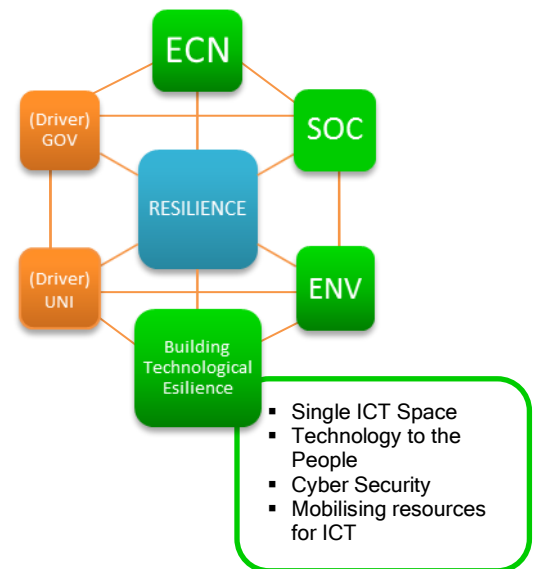 ECN
(Driver)
GOV
SOC
RESILIENCE
(Driver)
UNI
ENV
Building
Technological
Esilience
▪ Single ICT Space
▪ Technology to the
People
▪ Cyber Security
▪ Mobilising resources
for ICT